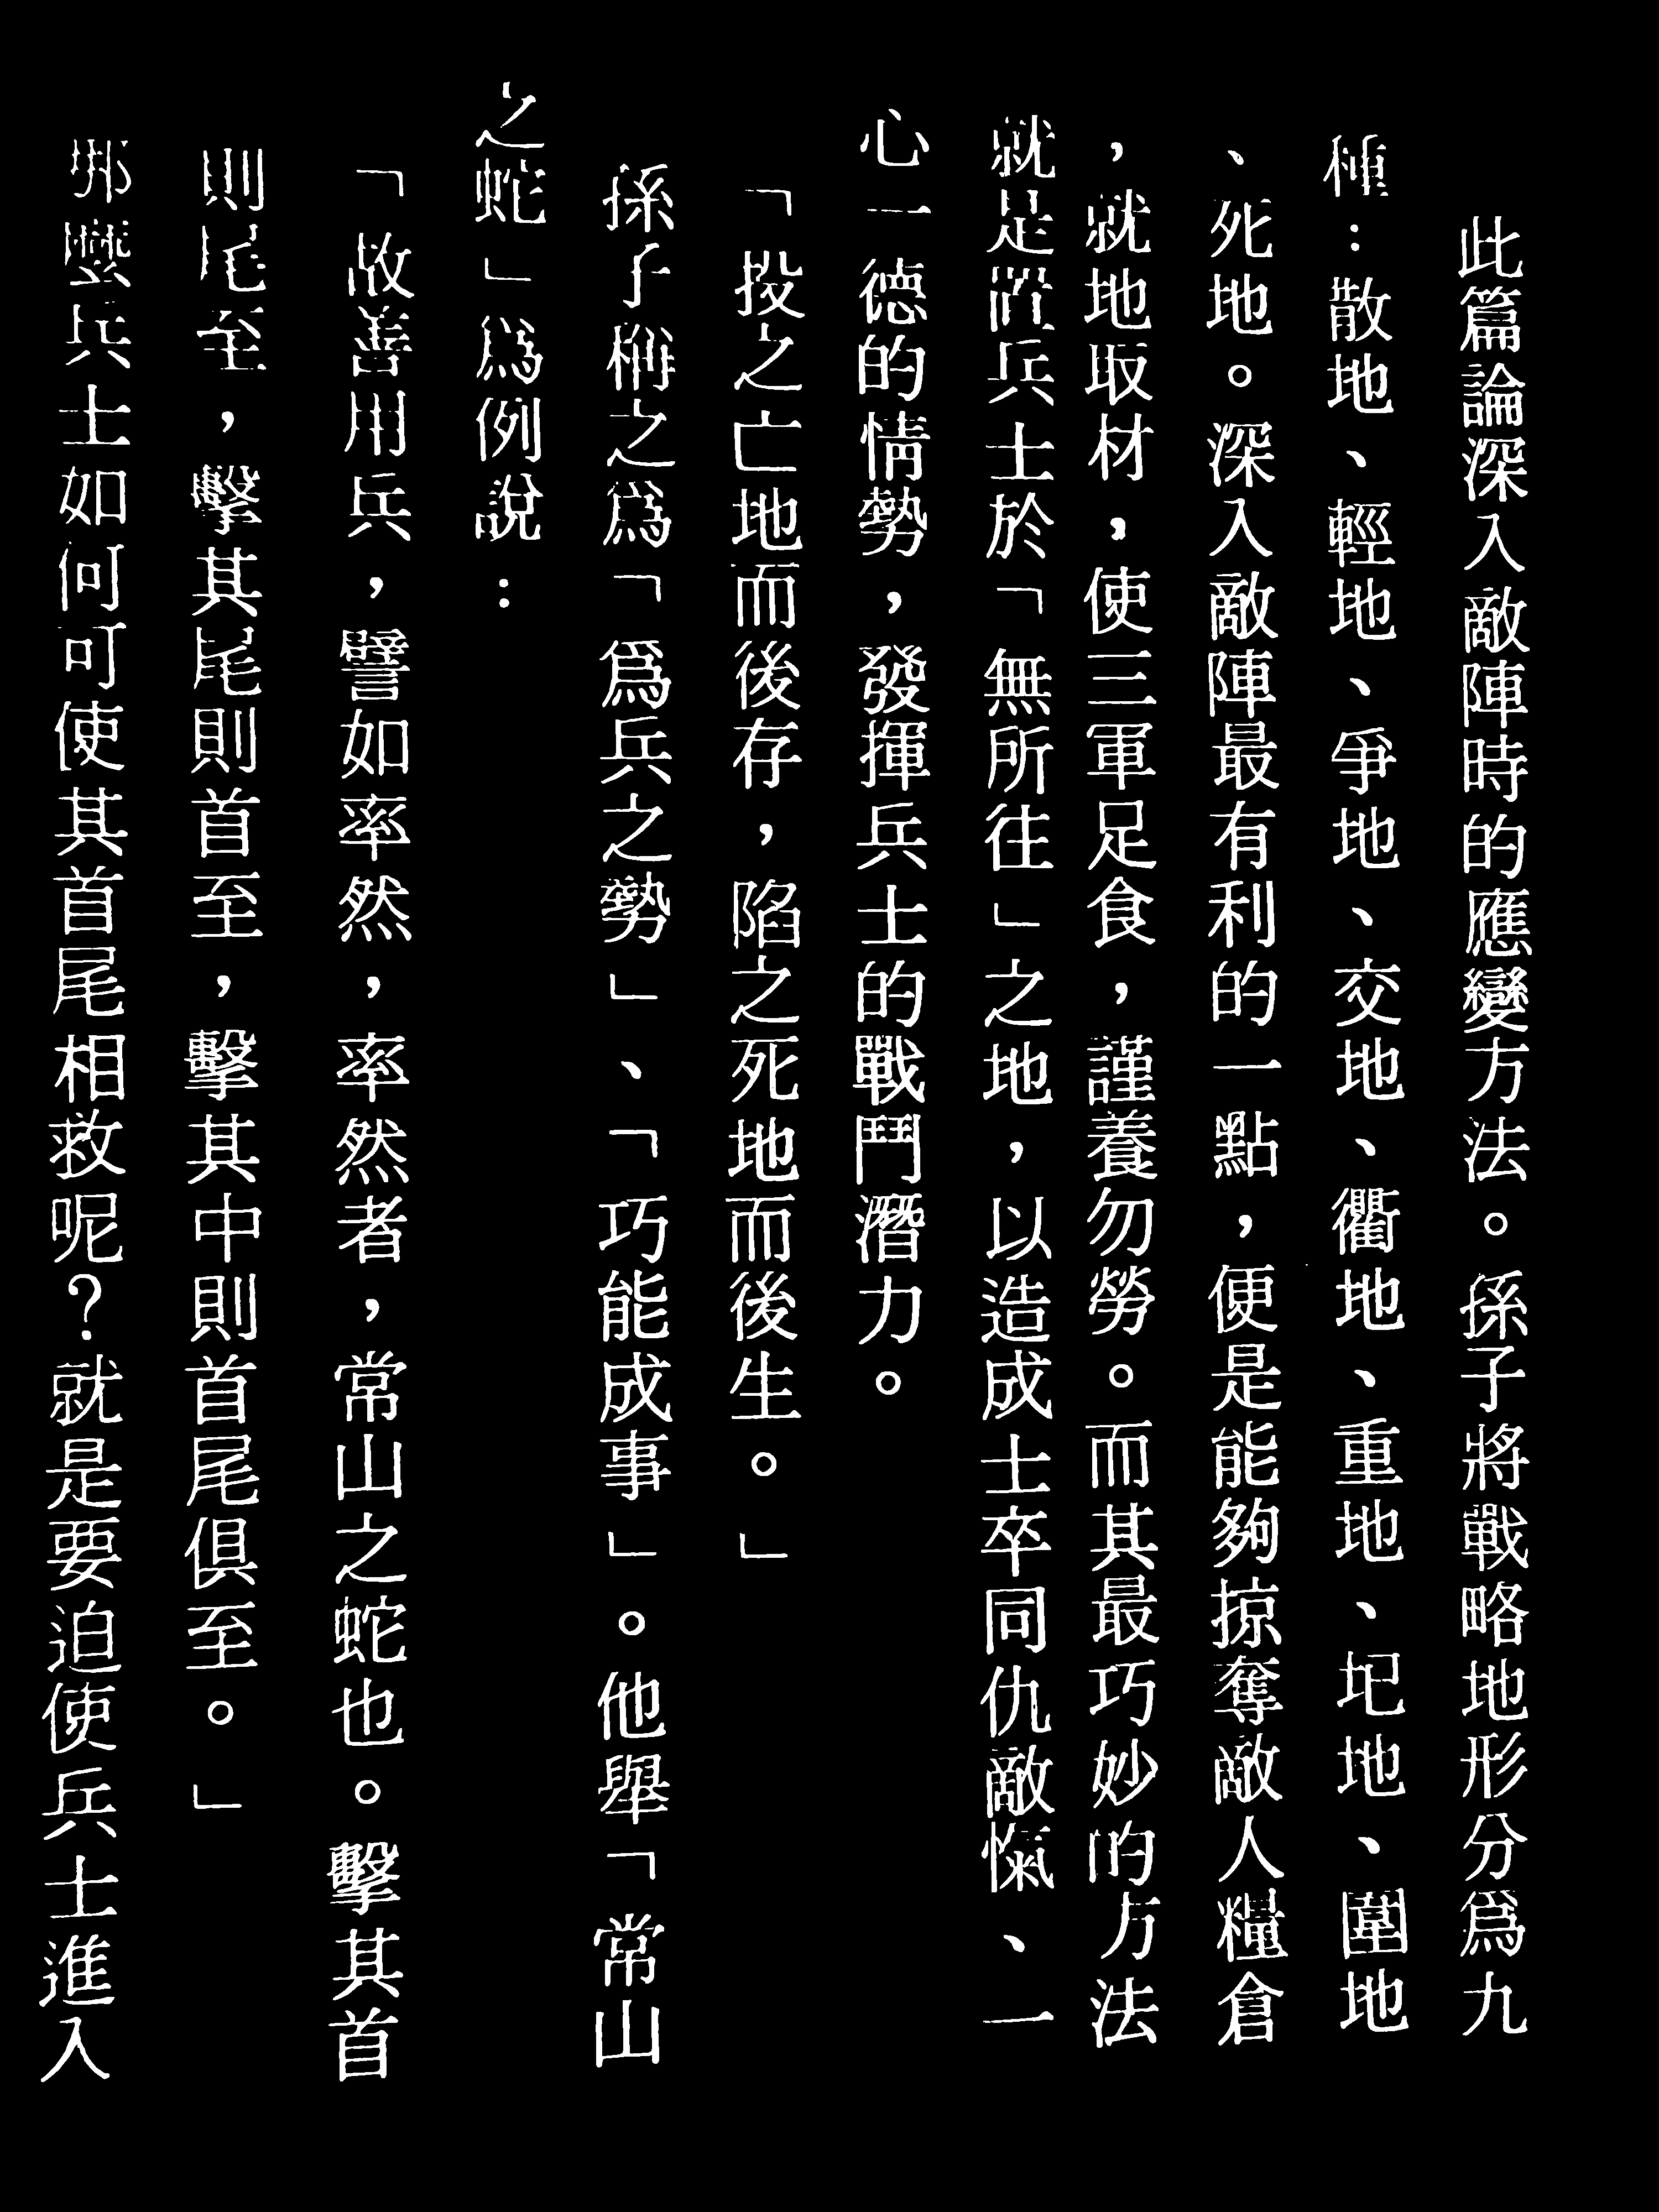 此篇論深入敵陣時的應變方法。孫子將戰略地形分爲九
種：散地、輕地、爭地、交地、衢地、重地、圮地、圍地
、死地。深入敵陣最有利的一點，便是能夠掠奪敵人糧倉
，就地取材，使三軍足食，謹養勿勞。而其最巧妙的方法
就是置兵士於「無所往」之地，以造成士卒同仇敵愾、一
心一德的情勢，發揮兵士的戰鬥潛力。
「投之亡地而後存，陷之死地而後生。」
孫子稱之爲「爲兵之勢」、「巧能成事」。他舉「常山
之蛇」爲例說：
「故善用兵，譬如率然，率然者，常山之蛇也。擊其首
則尾至，擊其尾則首至，擊其中則首尾俱至。」
那麼兵士如何可使其首尾相救呢？就是要迫使兵士進入